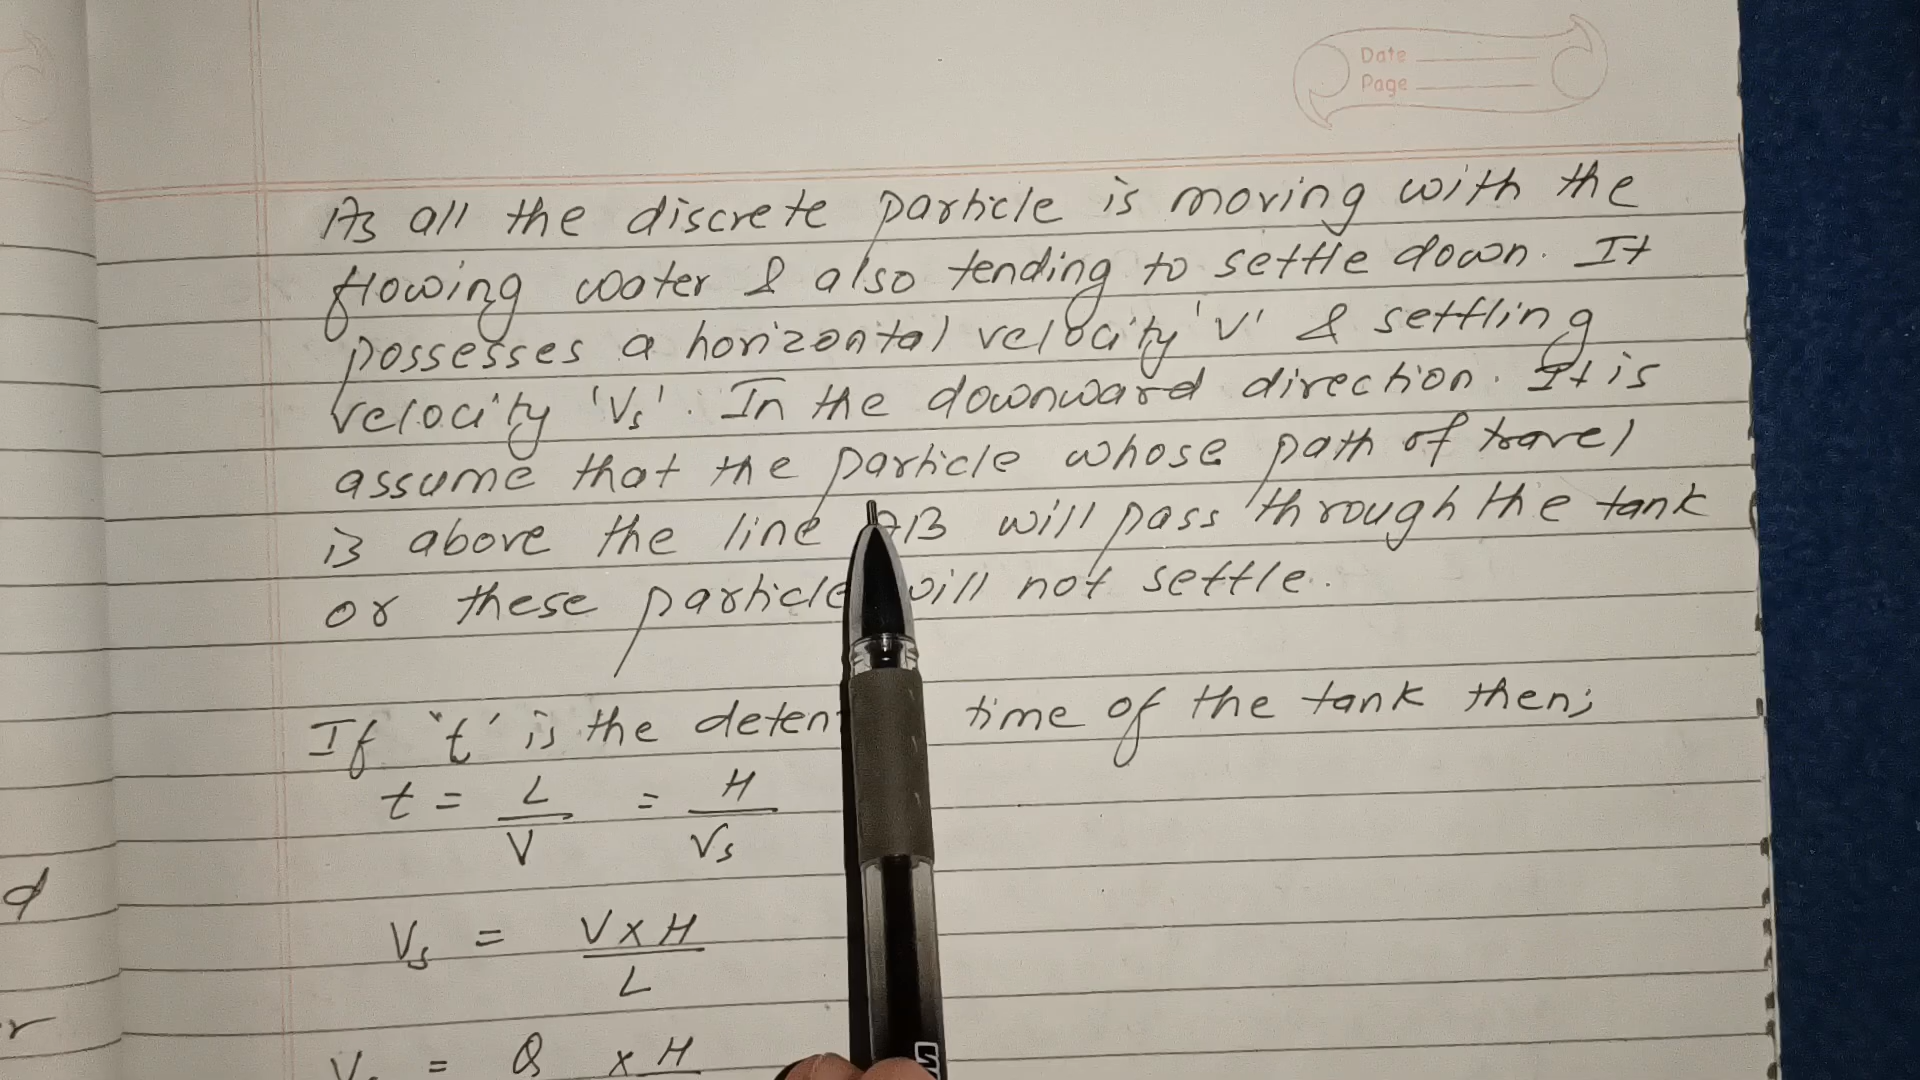 Date
Page
As all the discrete particle is moving with the
flowing water & also tending to settle down. It
possesses a horizontal velocity 'V' & settling
velocity 'Vs'. In the downward direction. It is
assume that the particle whose path of travel
is above the line AB will pass through the tank
or these particle will not settle.
If 't' is the deten time of the tank then;
t = L/V = H/Vs
d
Vs = V x H / L
r
Vs = Q x H